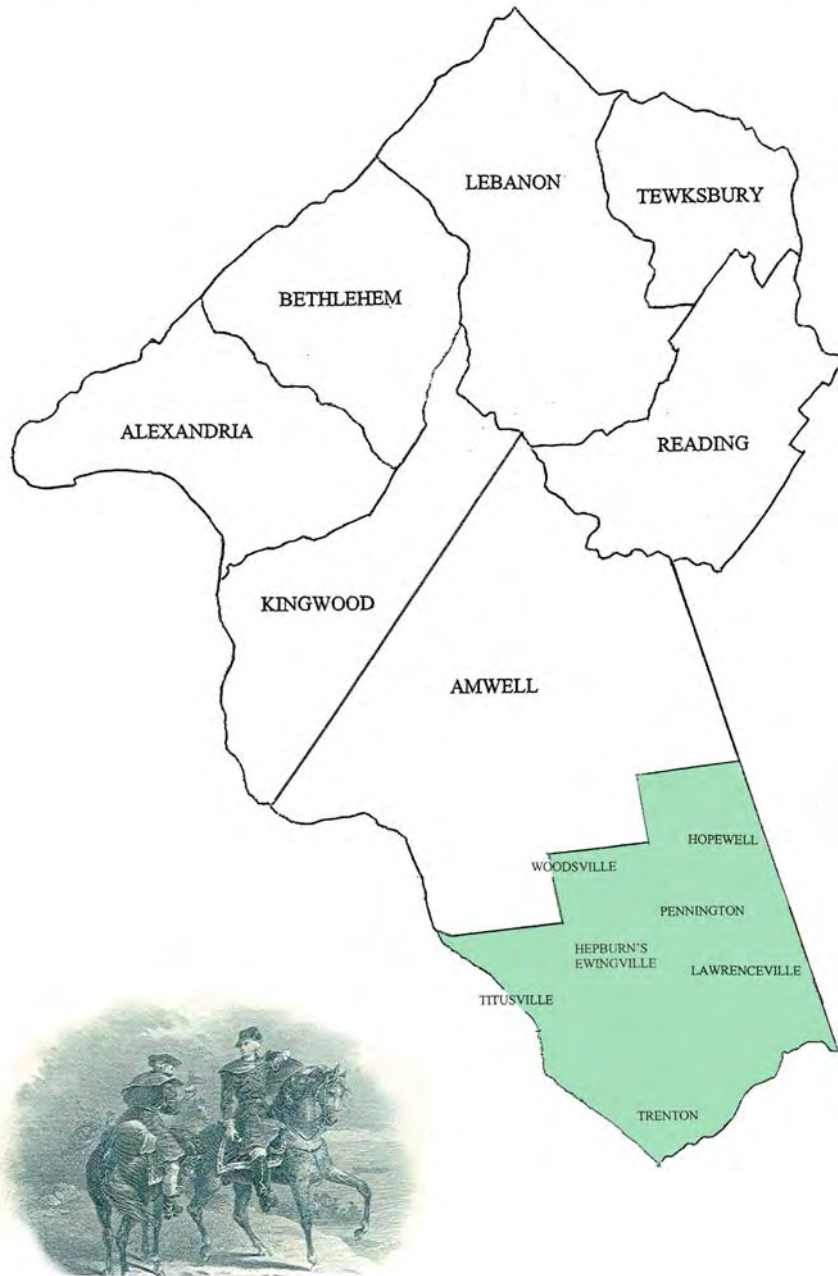 LEBANON
TEWKSBURY
BETHLEHEM
ALEXANDRIA
READING
KINGWOOD
AMWELL
HOPEWELL
WOODSVILLE
PENNINGTON
HEPBURN'S
EWINGVILLE
LAWRENCEVILLE
TITUSVILLE
TRENTON